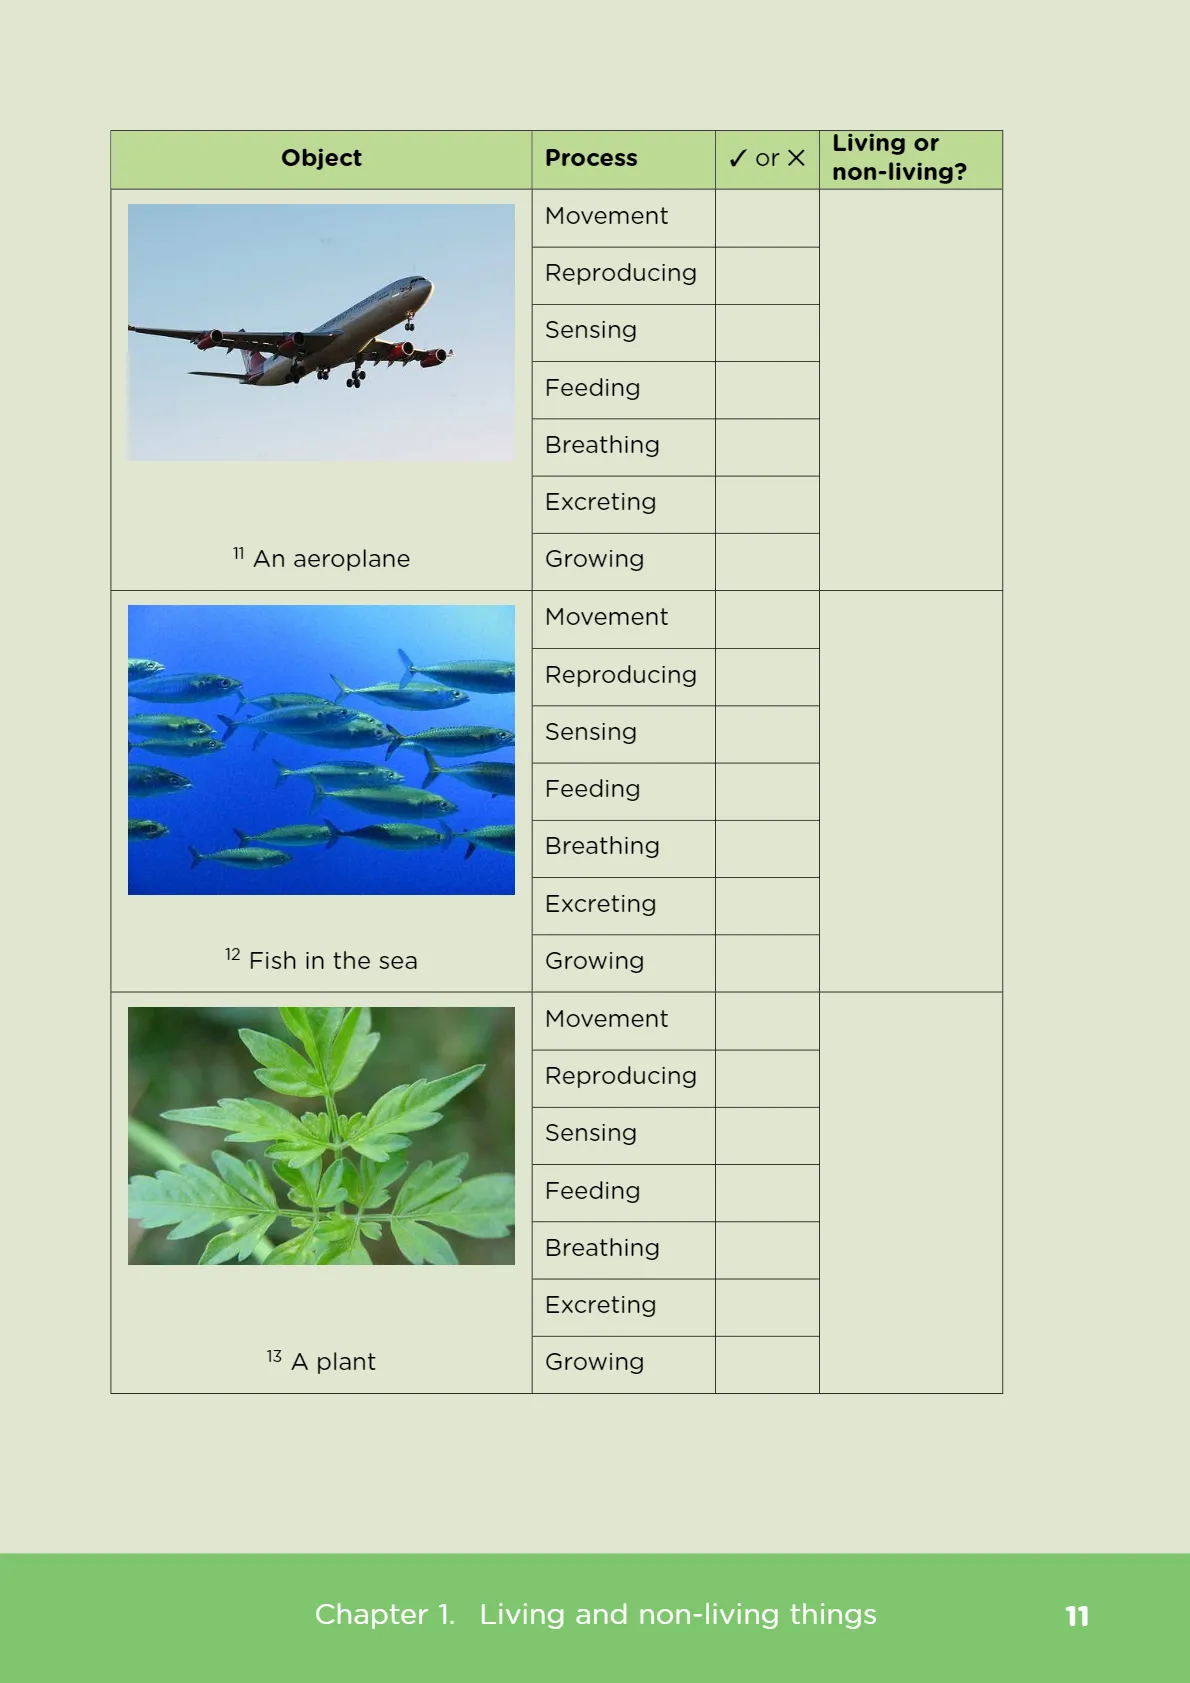 Object Process ✓ or ✕ Living or
non-living?
Movement
Reproducing
Sensing
Feeding
Breathing
Excreting
Growing
11 An aeroplane
Movement
Reproducing
Sensing
Feeding
Breathing
Excreting
Growing
12 Fish in the sea
Movement
Reproducing
Sensing
Feeding
Breathing
Excreting
Growing
13 A plant
Chapter 1. Living and non-living things 11